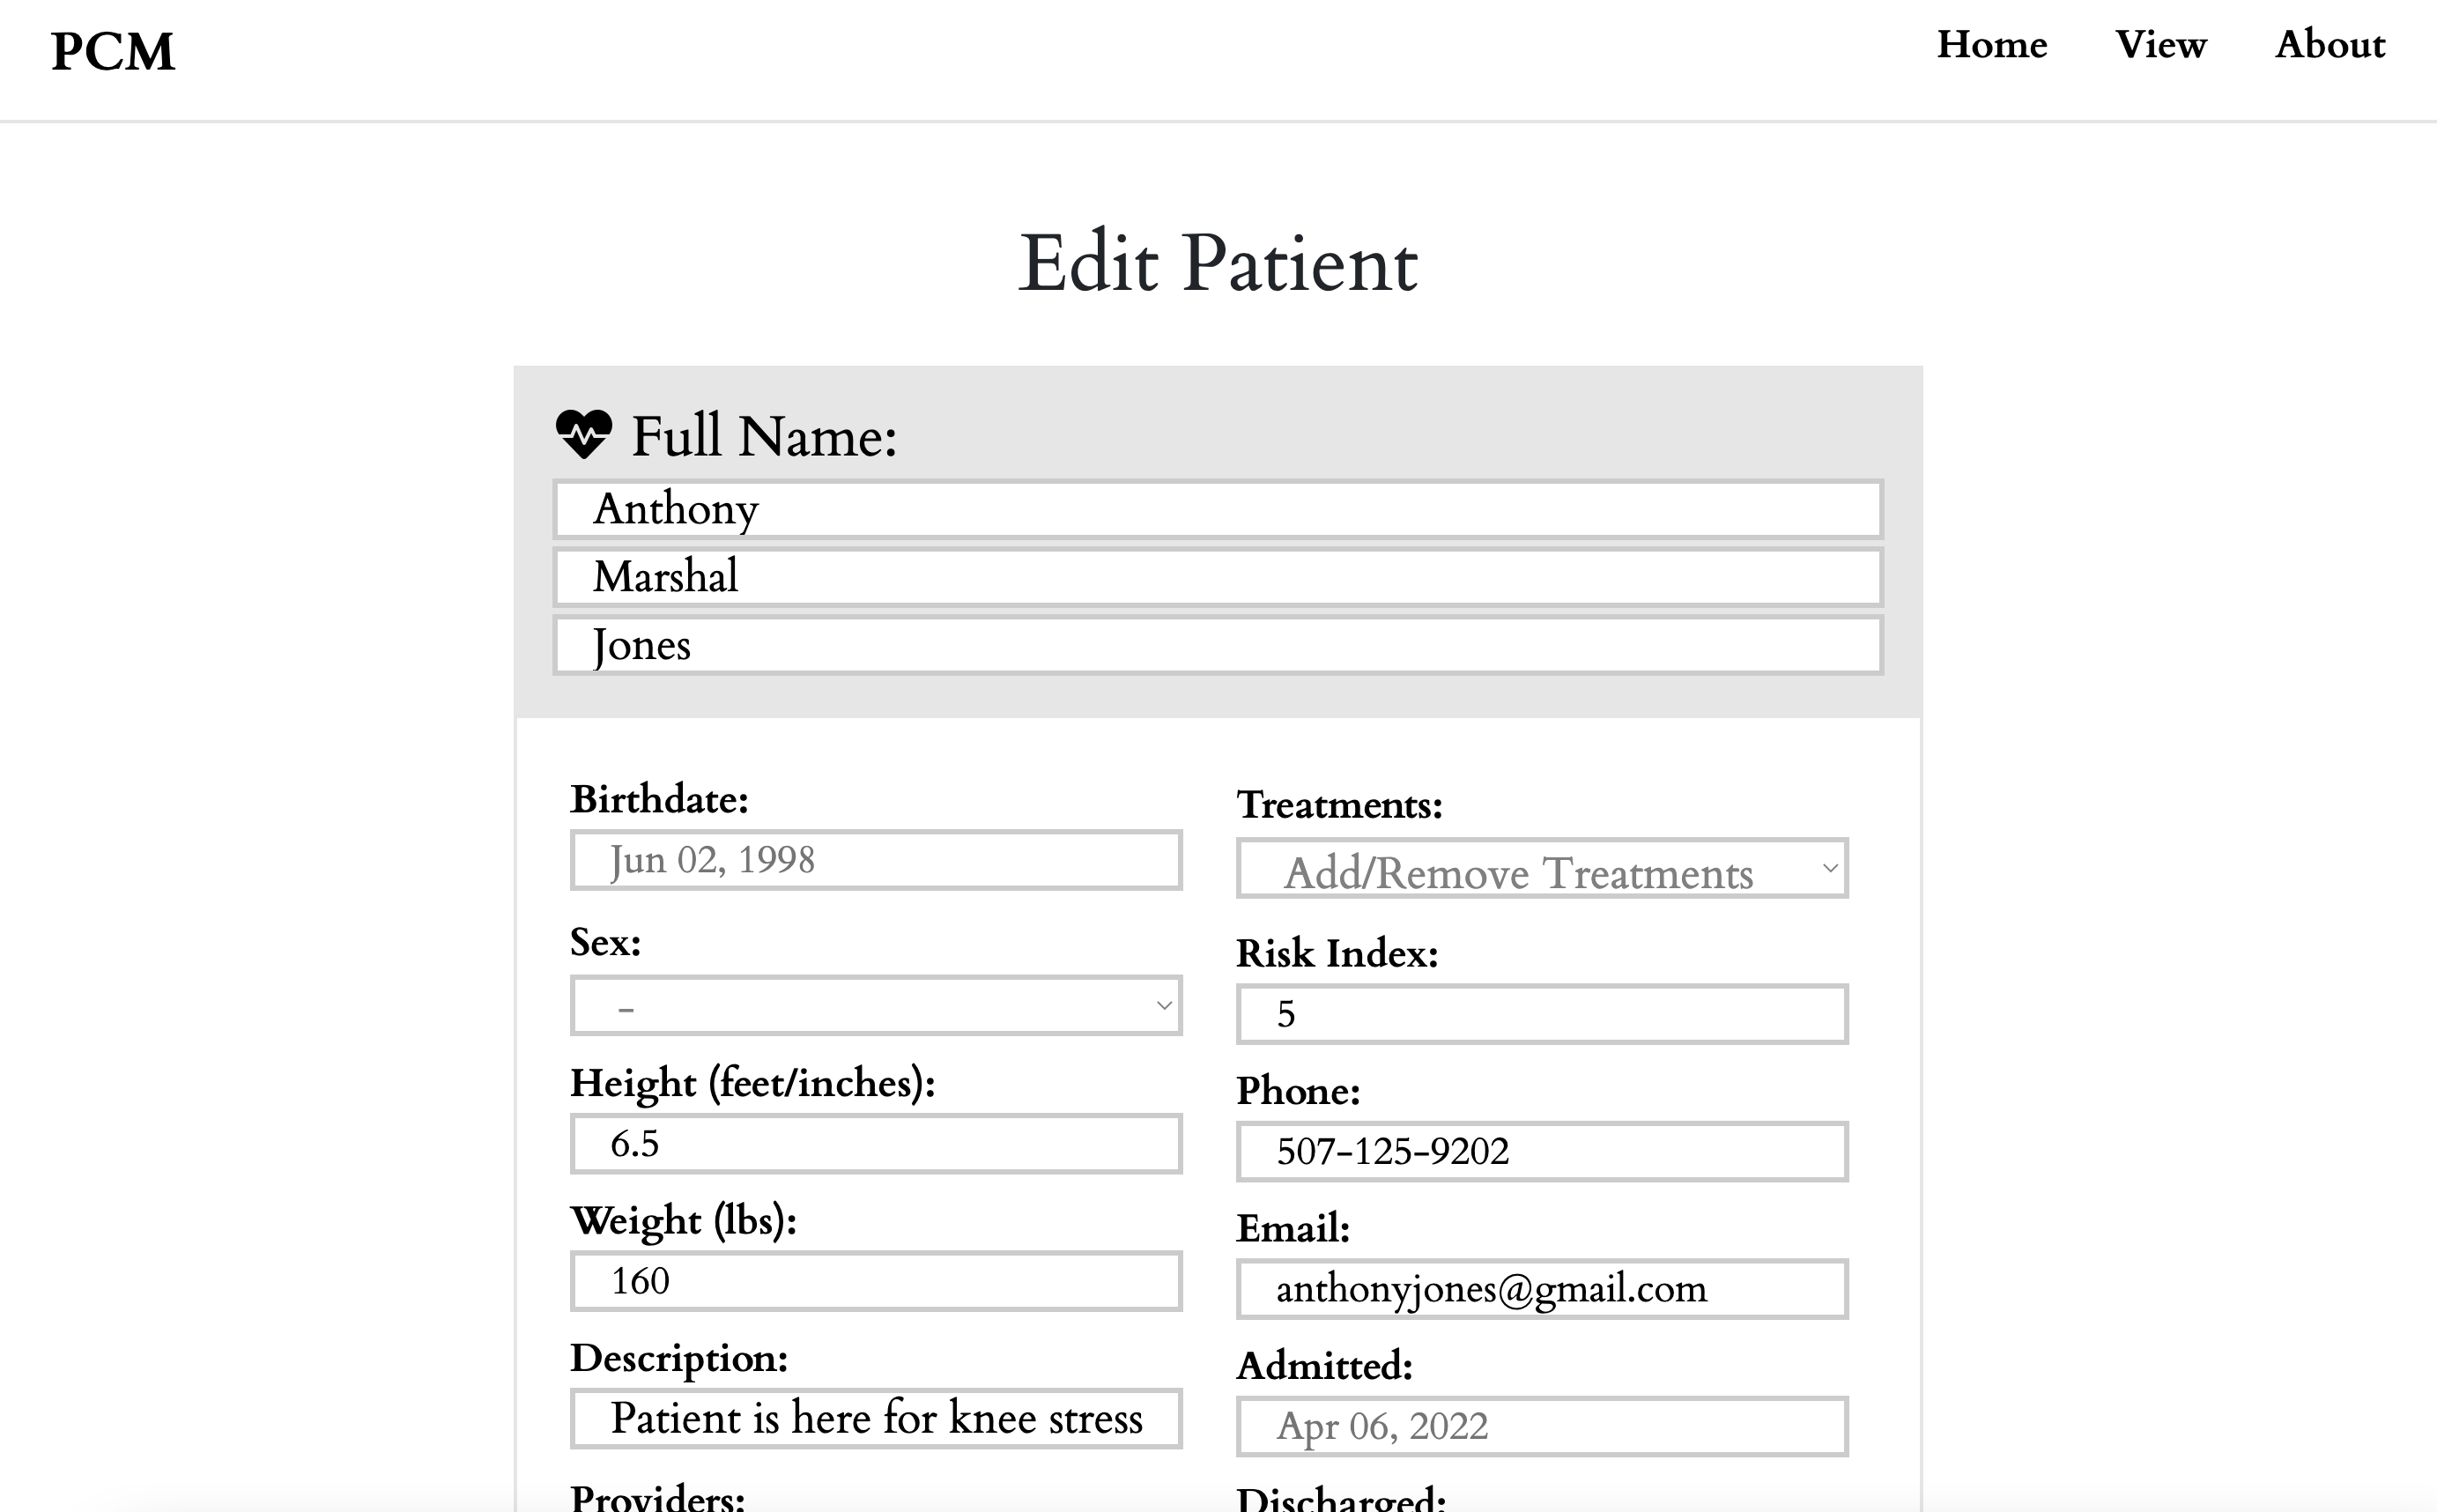 PCM
Home View About
Edit Patient
Full Name:
Anthony
Marshal
Jones
Birthdate:
Jun 02, 1998
Sex:
-
Height (feet/inches):
6.5
Weight (lbs):
160
Description:
Patient is here for knee stress
Providers:
Treatments:
Add/Remove Treatments
Risk Index:
5
Phone:
507-125-9202
Email:
anthonyjones@gmail.com
Admitted:
Apr 06, 2022
Discharged: